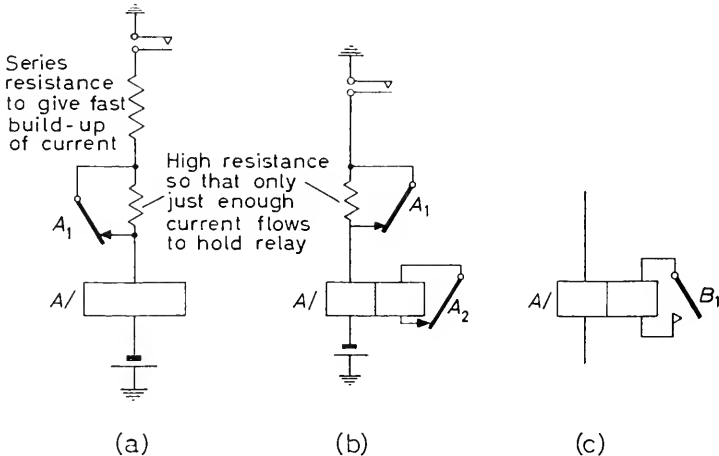 Series
resistance
to give fast
build-up
of current
High resistance
so that only
just enough
current flows
to hold relay
A1
A1
A/
A/
A2
A/
B1
(a)
(b)
(c)